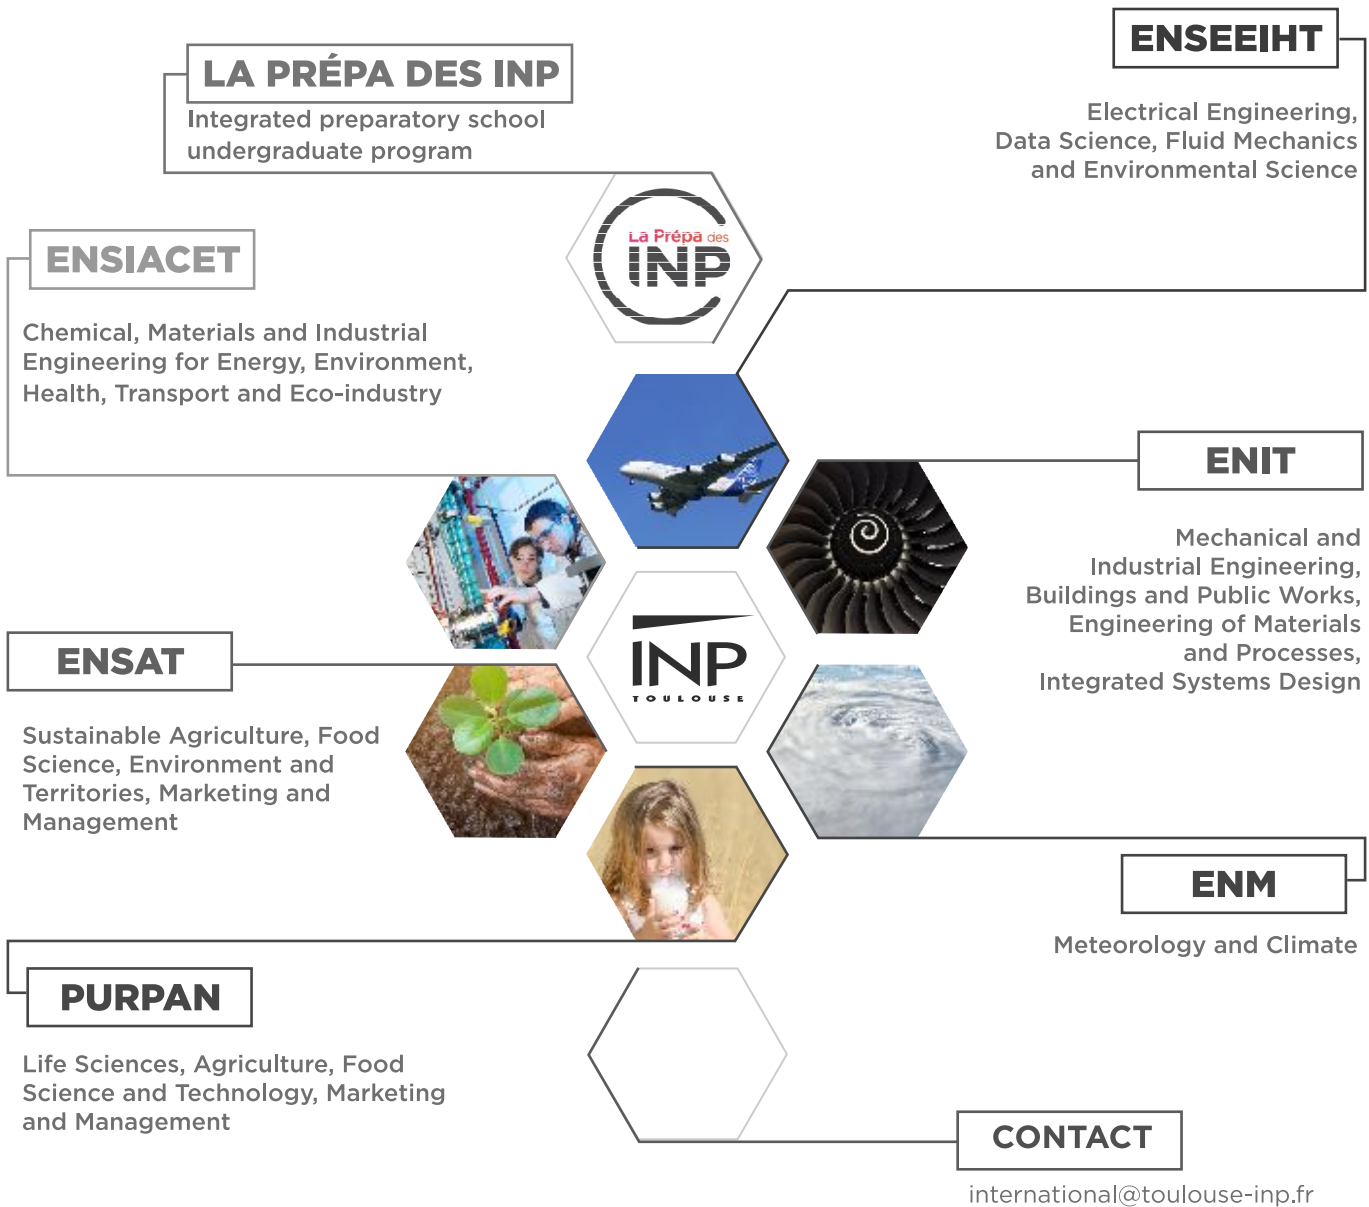 LA PRÉPA DES INP
Integrated preparatory school
undergraduate program
ENSEEIHT
Electrical Engineering,
Data Science, Fluid Mechanics
and Environmental Science
La Prépa des
INP
ENSIACET
Chemical, Materials and Industrial
Engineering for Energy, Environment,
Health, Transport and Eco-industry
ENIT
Mechanical and
Industrial Engineering,
Buildings and Public Works,
Engineering of Materials
and Processes,
Integrated Systems Design
INP
TOULOUSE
ENSAT
Sustainable Agriculture, Food
Science, Environment and
Territories, Marketing and
Management
ENM
Meteorology and Climate
PURPAN
Life Sciences, Agriculture, Food
Science and Technology, Marketing
and Management
CONTACT
international@toulouse-inp.fr